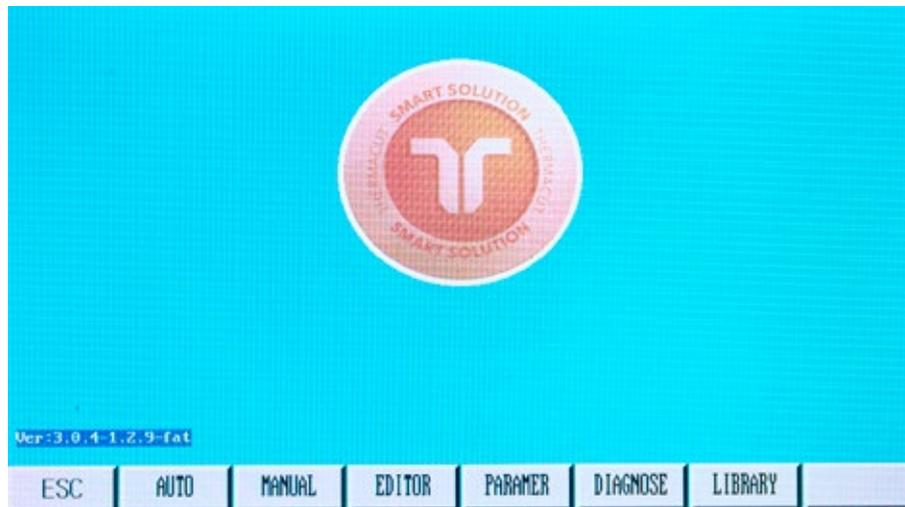 SMART SOLUTION
THERMACUT
THERMACUT
SMART SOLUTION
Ver:3.0.4-1.2.9-fat
ESC AUTO MANUAL EDITOR PARAMER DIAGNOSE LIBRARY